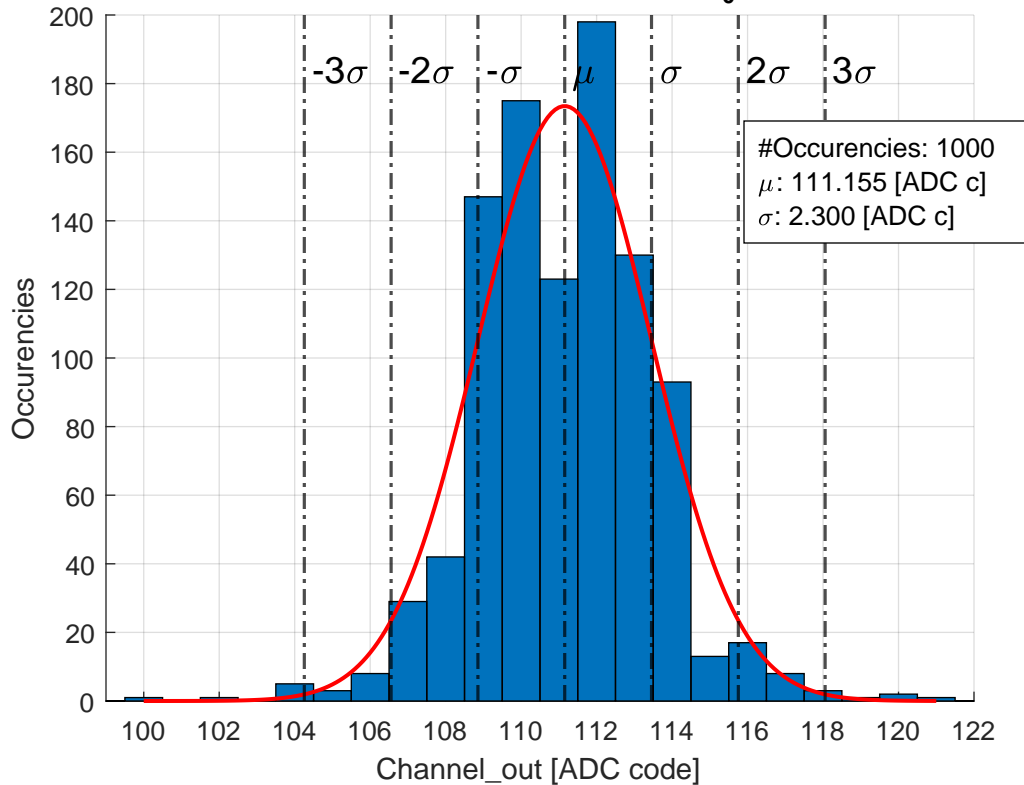 200
180
160
140
120
100
80
60
40
20
0
-3σ -2σ -σ μ σ 2σ 3σ
#Occurencies: 1000
μ: 111.155 [ADC c]
σ: 2.300 [ADC c]
Occurencies
100 102 104 106 108 110 112 114 116 118 120 122
Channel_out [ADC code]